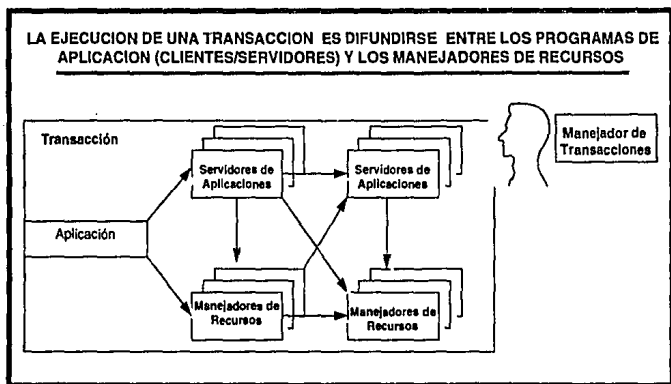 LA EJECUCION DE UNA TRANSACCION ES DIFUNDIRSE ENTRE LOS PROGRAMAS DE
APLICACION (CLIENTES/SERVIDORES) Y LOS MANEJADORES DE RECURSOS
Transacción
Servidores de
Aplicaciones
Servidores de
Aplicaciones
Manejador de
Transacciones
Aplicación
Manejadores de
Recursos
Manejadores de
Recursos